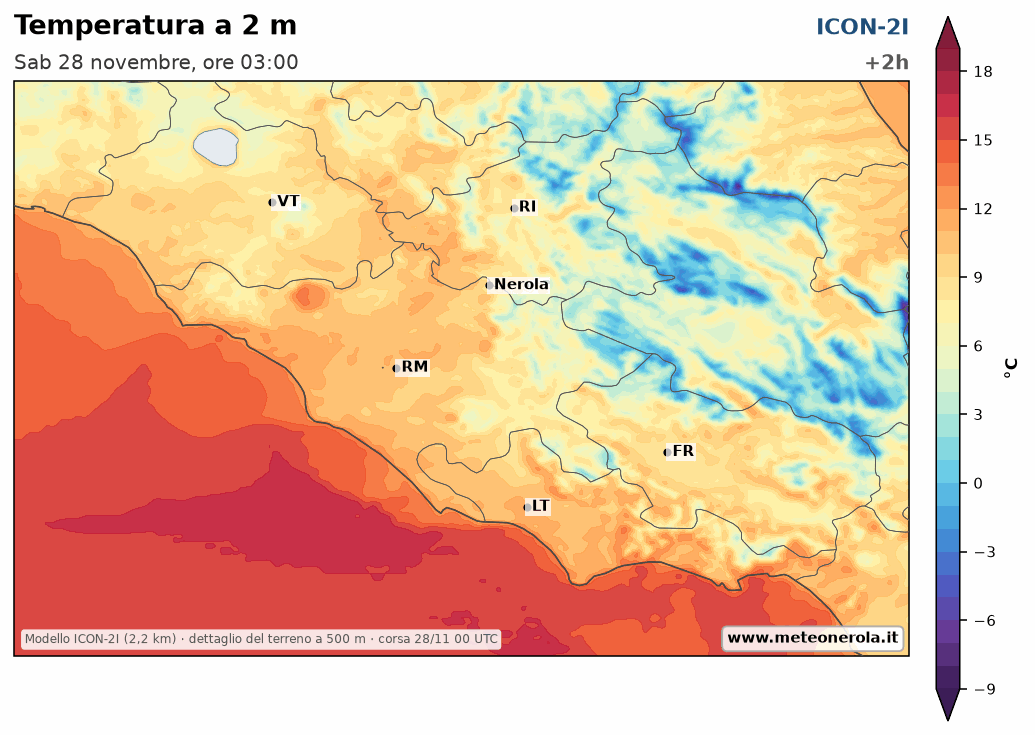 Temperatura a 2 m
ICON-2I
Sab 28 novembre, ore 03:00
+2h
18
15
12
9
6
3
0
−3
−6
−9
°C
VT
RI
Nerola
RM
FR
LT
Modello ICON-2I (2,2 km) · dettaglio del terreno a 500 m · corsa 28/11 00 UTC
www.meteonerola.it